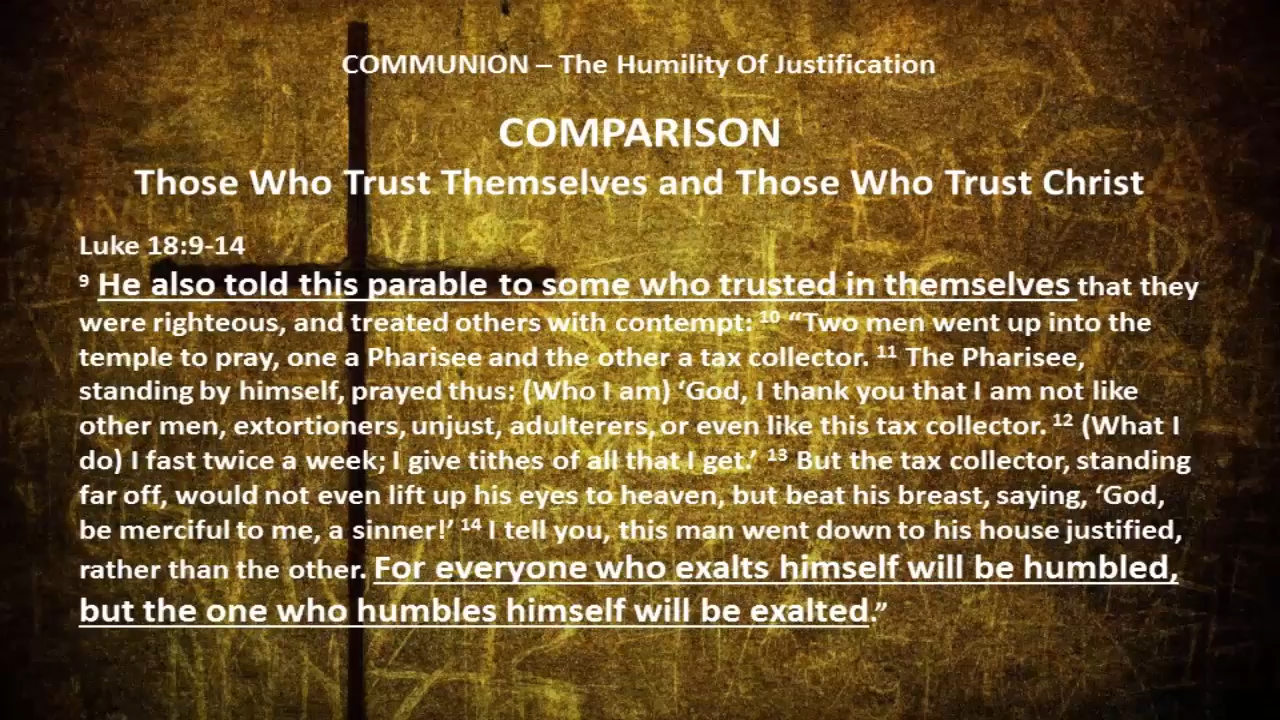 COMMUNION – The Humility Of Justification
COMPARISON
Those Who Trust Themselves and Those Who Trust Christ
Luke 18:9-14
⁹ He also told this parable to some who trusted in themselves that they
were righteous, and treated others with contempt: ¹⁰ “Two men went up into the
temple to pray, one a Pharisee and the other a tax collector. ¹¹ The Pharisee,
standing by himself, prayed thus: (Who I am) ‘God, I thank you that I am not like
other men, extortioners, unjust, adulterers, or even like this tax collector. ¹² (What I
do) I fast twice a week; I give tithes of all that I get.’ ¹³ But the tax collector, standing
far off, would not even lift up his eyes to heaven, but beat his breast, saying, ‘God,
be merciful to me, a sinner!’ ¹⁴ I tell you, this man went down to his house justified,
rather than the other. For everyone who exalts himself will be humbled,
but the one who humbles himself will be exalted.”